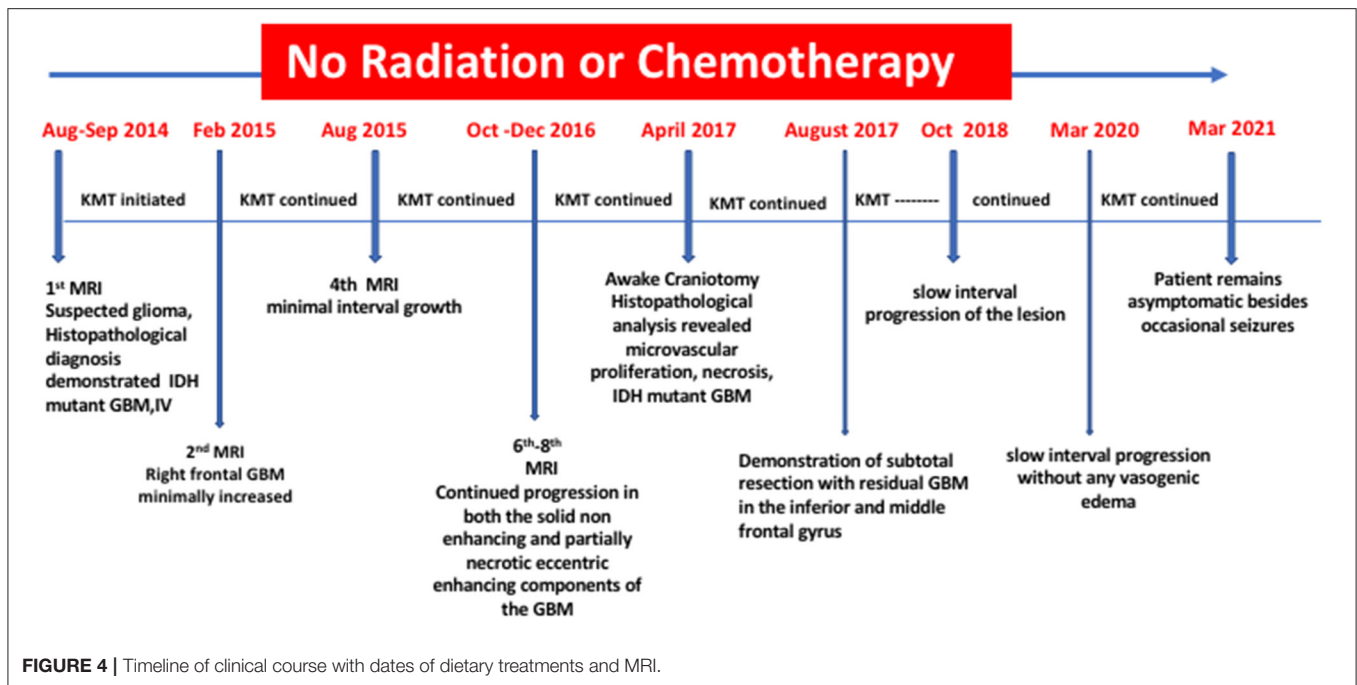 No Radiation or Chemotherapy
Aug-Sep 2014
Feb 2015
Aug 2015
Oct -Dec 2016
April 2017
August 2017
Oct 2018
Mar 2020
Mar 2021
KMT initiated
KMT continued
KMT continued
KMT continued
KMT continued
KMT --------
continued
KMT continued
1st MRI
Suspected glioma,
Histopathological
diagnosis
demonstrated IDH
mutant GBM,IV
2nd MRI
Right frontal GBM
minimally increased
4th MRI
minimal interval growth
6th-8th
MRI
Continued progression in
both the solid non
enhancing and partially
necrotic eccentric
enhancing components of
the GBM
Awake Craniotomy
Histopathological
analysis revealed
microvascular
proliferation, necrosis,
IDH mutant GBM
Demonstration of subtotal
resection with residual GBM
in the inferior and middle
frontal gyrus
slow interval
progression of the lesion
slow interval progression
without any vasogenic
edema
Patient remains
asymptomatic besides
occasional seizures
FIGURE 4 | Timeline of clinical course with dates of dietary treatments and MRI.